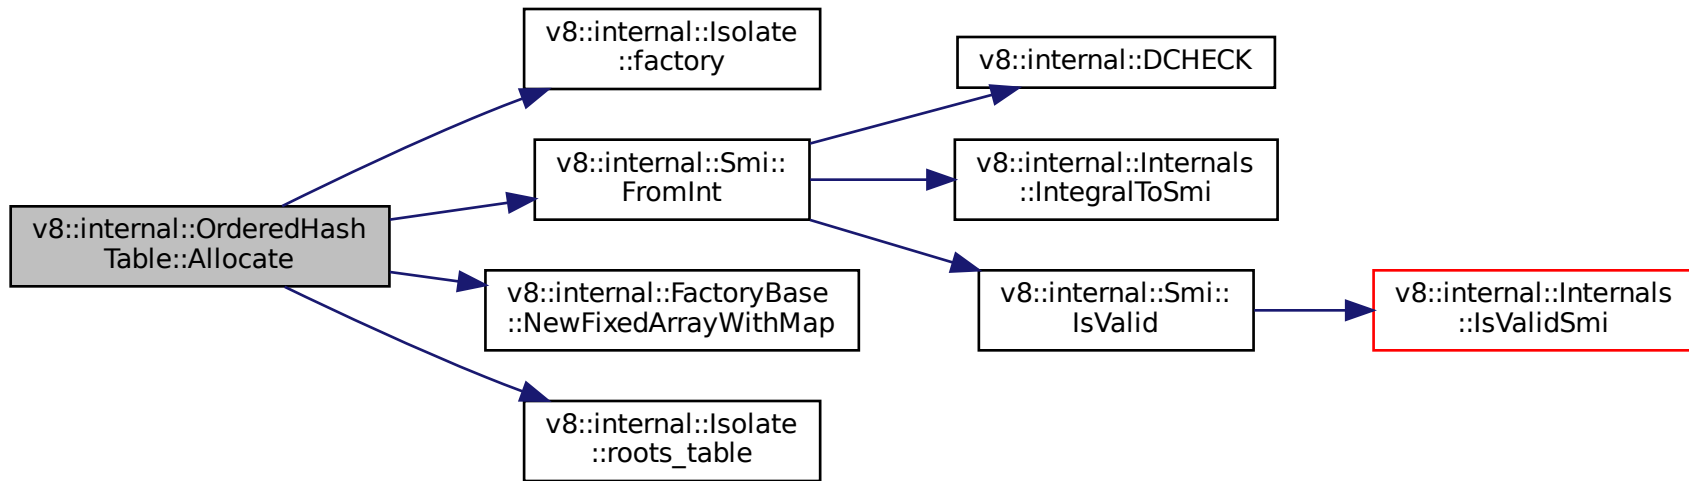 v8::internal::Isolate
::factory
v8::internal::DCHECK
v8::internal::Smi::
FromInt
v8::internal::Internals
::IntegralToSmi
v8::internal::OrderedHash
Table::Allocate
v8::internal::FactoryBase
::NewFixedArrayWithMap
v8::internal::Smi::
IsValid
v8::internal::Internals
::IsValidSmi
v8::internal::Isolate
::roots_table